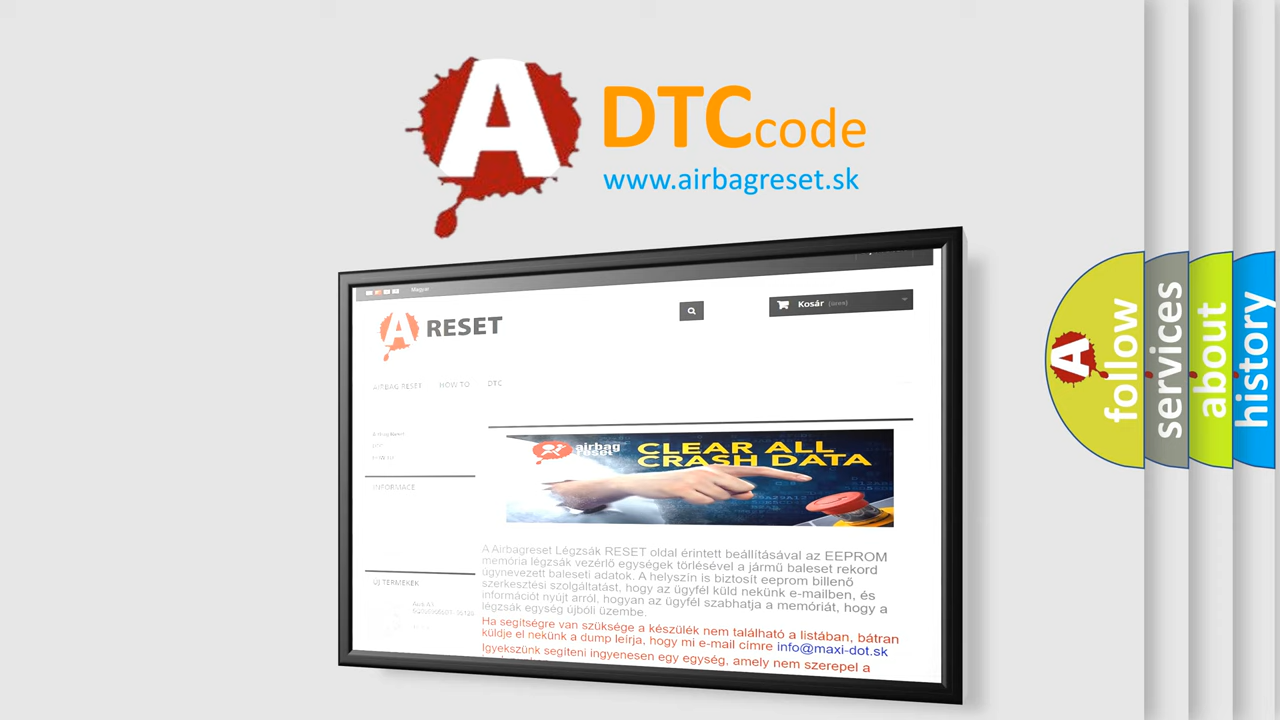 A
DTC code
www.airbagreset.sk
Magyar
A RESET
Kosár
AIRBAG RESET HOW TO DTC
INFORMACE
airbag
reset
CLEAR ALL
CRASH DATA
A Airbagreset Légzsák RESET oldal érintett beállításával az EEPROM
memória légzsák vezérlő egységek törlésével a jármű baleset rekord
úgynevezett baleseti adatok. A helyszín is biztosít eeprom billenő
szerkesztési szolgáltatást, hogy az ügyfél küld nekünk e-mailben, és
információt nyújt arról, hogyan az ügyfél szabhatja a memóriát, hogy a
légzsák egység újbóli üzembe.
Ha segítségre van szüksége a készülék nem található a listában, bátran
küldje el nekünk a dump leírja, hogy mi e-mail címre info@maxi-dot.sk
Igyekszünk segíteni ingyenesen egy egység, amely nem szerepel a
ÚJ TERMÉKEK
A
follow
services
about
history